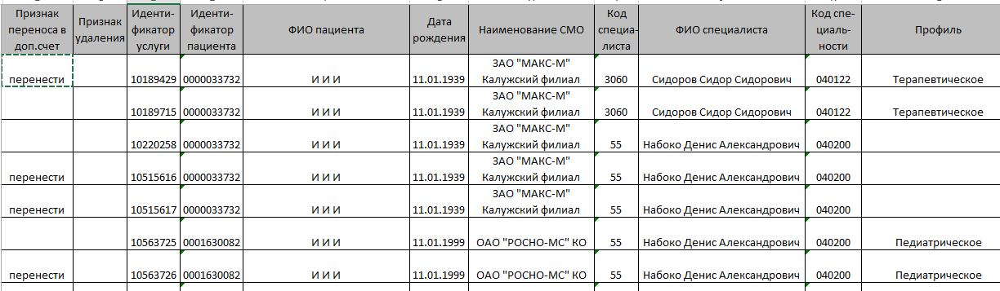 Признак переноса в доп.счет
Признак удаления
Иденти-фикатор услуги
Иденти-фикатор пациента
ФИО пациента
Дата рождения
Наименование СМО
Код специа-листа
ФИО специалиста
Код спе-циаль-ности
Профиль
перенести 10189429 0000033732 И И И 11.01.1939 ЗАО "МАКС-М" Калужский филиал 3060 Сидоров Сидор Сидорович 040122 Терапевтическое
10189715 0000033732 И И И 11.01.1939 ЗАО "МАКС-М" Калужский филиал 3060 Сидоров Сидор Сидорович 040122 Терапевтическое
10220258 0000033732 И И И 11.01.1939 ЗАО "МАКС-М" Калужский филиал 55 Набоко Денис Александрович 040200
перенести 10515616 0000033732 И И И 11.01.1939 ЗАО "МАКС-М" Калужский филиал 55 Набоко Денис Александрович 040200
перенести 10515617 0000033732 И И И 11.01.1939 ЗАО "МАКС-М" Калужский филиал 55 Набоко Денис Александрович 040200
10563725 0001630082 И И И 11.01.1999 ОАО "РОСНО-МС" КО 55 Набоко Денис Александрович 040200 Педиатрическое
перенести 10563726 0001630082 И И И 11.01.1999 ОАО "РОСНО-МС" КО 55 Набоко Денис Александрович 040200 Педиатрическое